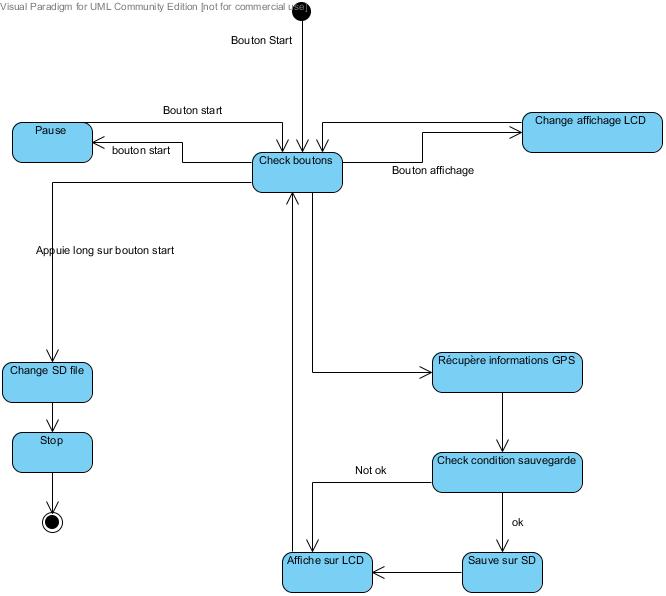 Visual Paradigm for UML Community Edition [not for commercial use]
Bouton Start
Bouton start
Pause
Change affichage LCD
bouton start
Check boutons
Bouton affichage
Appuie long sur bouton start
Récupère informations GPS
Change SD file
Stop
Check condition sauvegarde
Not ok
ok
Affiche sur LCD
Sauve sur SD